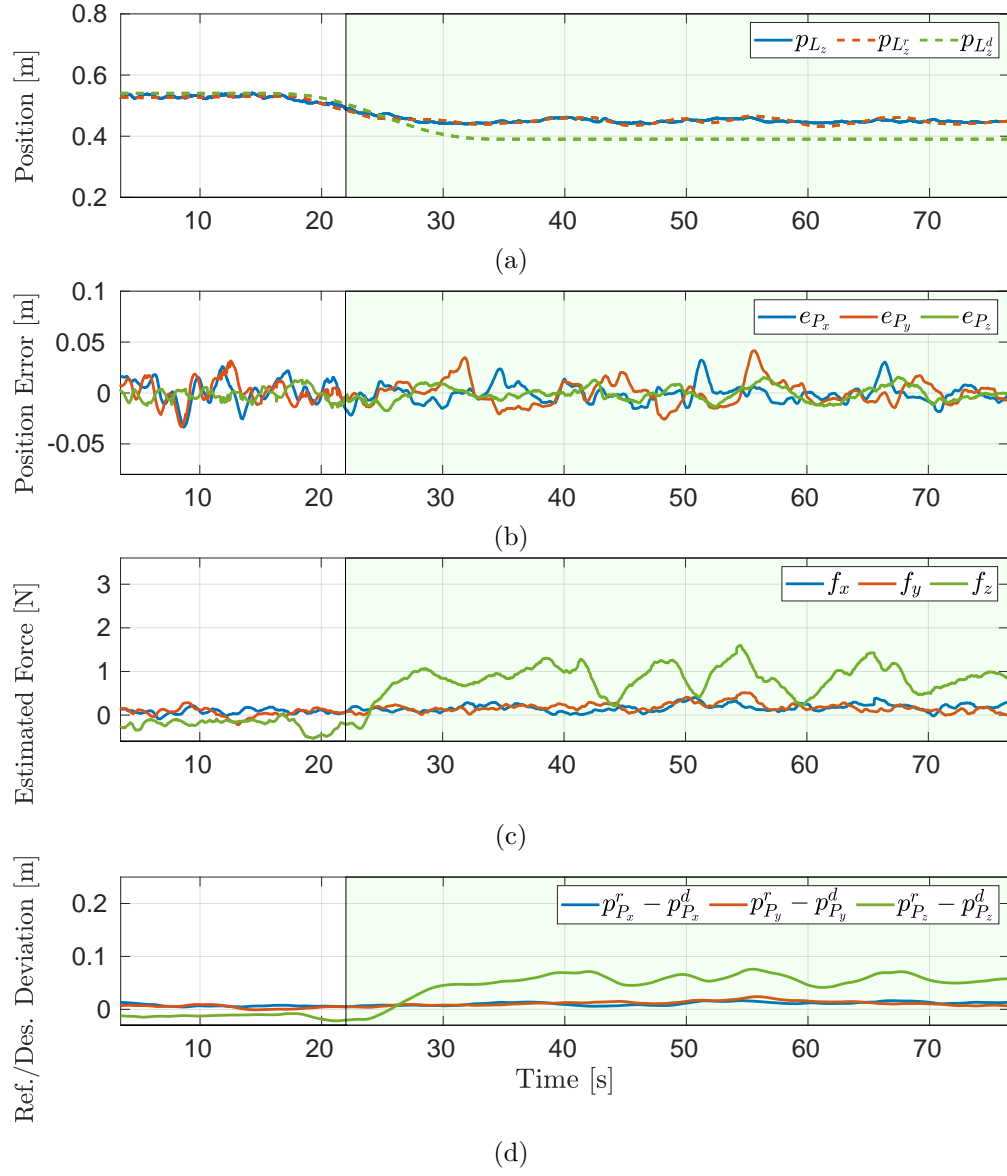 Position [m]
0.8
0.6
0.4
0.2
p_{L_z} p_{L_z^r} p_{L_z^d}
10 20 30 40 50 60 70
(a)
Position Error [m]
0.1
0.05
0
-0.05
e_{P_x} e_{P_y} e_{P_z}
10 20 30 40 50 60 70
(b)
Estimated Force [N]
3
2
1
0
f_x f_y f_z
10 20 30 40 50 60 70
(c)
Ref./Des. Deviation [m]
0.2
0.1
0
p^r_{P_x} − p^d_{P_x} p^r_{P_y} − p^d_{P_y} p^r_{P_z} − p^d_{P_z}
10 20 30 40 50 60 70
Time [s]
(d)